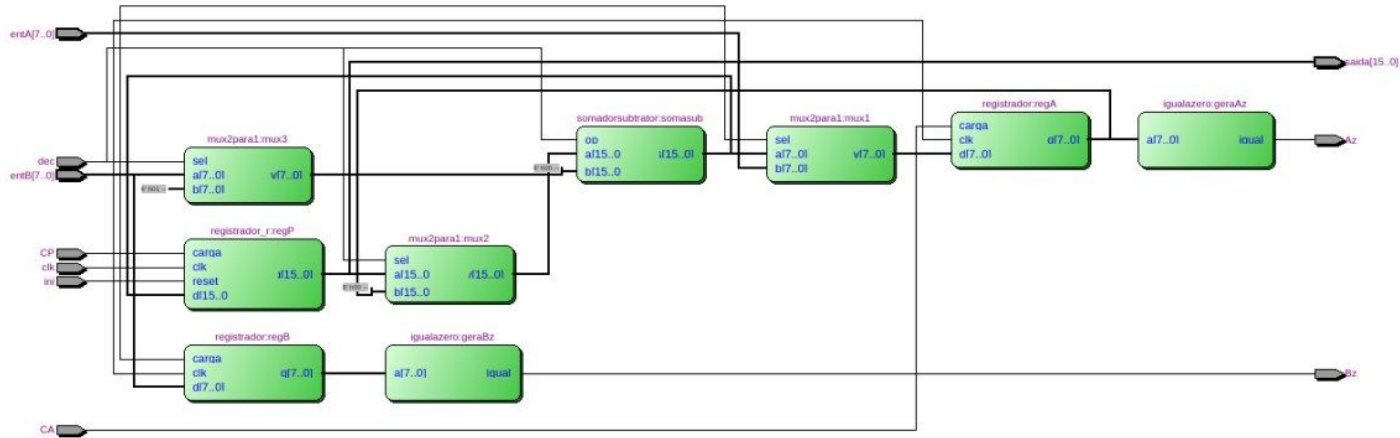 entA[7..0]
saida[15..0]
registrador:regA
igualazero:geraAz
somadorsubtrator:somasub
mux2para1:mux1
carga
clk
d[7..0]
q[7..0]
a[7..0]
igual
Az
op
a[15..0]
b[15..0]
s[15..0]
sel
a[7..0]
b[7..0]
v[7..0]
mux2para1:mux3
dec
entB[7..0]
sel
a[7..0]
b[7..0]
v[7..0]
registrador_r:regP
CP
clk
ini
carga
clk
reset
d[15..0
mux2para1:mux2
sel
a[15..0
b[15..0
registrador:regB
igualazero:geraBz
carga
clk
d[7..0]
q[7..0]
a[7..0]
igual
Bz
CA